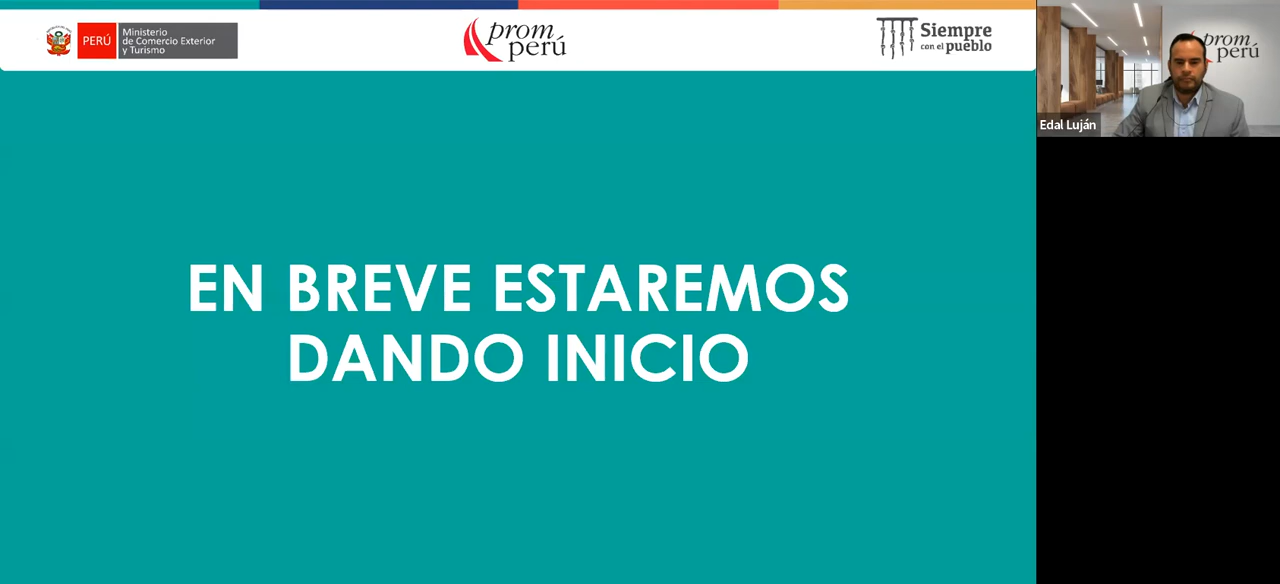 PERÚ
Ministerio
de Comercio Exterior
y Turismo
prom
perú
Siempre
con el pueblo
prom
perú
Edal Luján
EN BREVE ESTAREMOS
DANDO INICIO